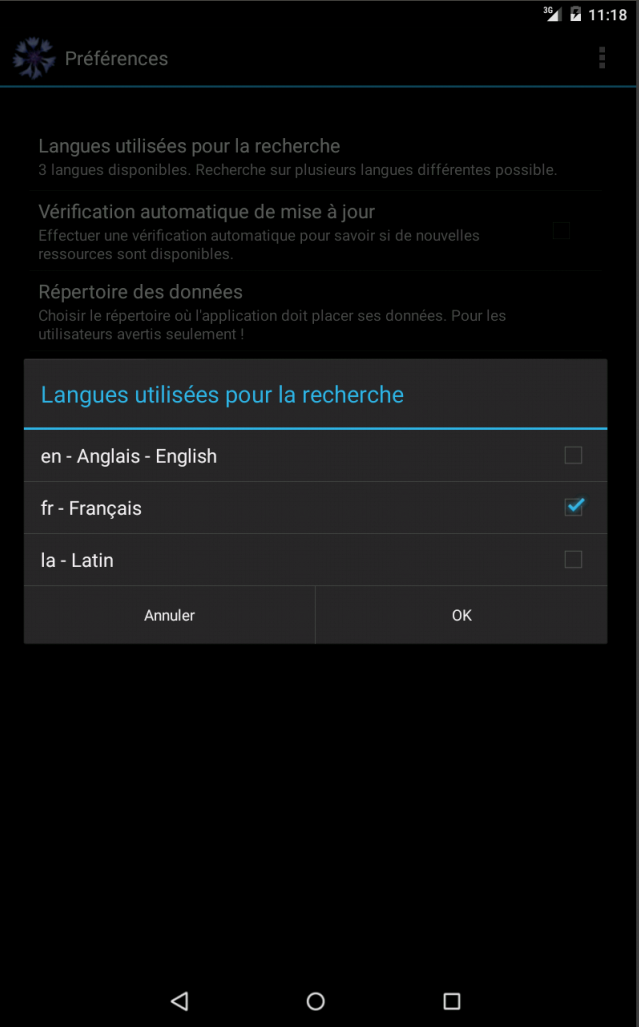 3G 11:18
Préférences
Langues utilisées pour la recherche
3 langues disponibles. Recherche sur plusieurs langues différentes possible.
Vérification automatique de mise à jour
Effectuer une vérification automatique pour savoir si de nouvelles
ressources sont disponibles.
Répertoire des données
Choisir le répertoire où l'application doit placer ses données. Pour les
utilisateurs avertis seulement !
Langues utilisées pour la recherche
en - Anglais - English
fr - Français
la - Latin
Annuler OK